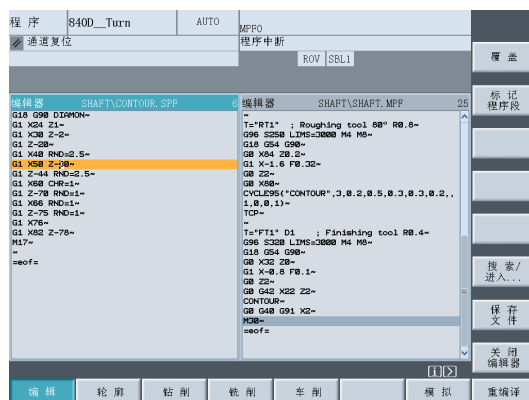 程 序
840D__Turn
AUTO
MPF0
通道复位
程序中断
ROV SBL1
编辑器 SHAFT\CONTOUR.SPF 6
G18 G90 DIAMON~
G1 X24 Z1~
G1 X30 Z-2~
G1 Z-20~
G1 X40 RND=2.5~
G1 X50 Z-30~
G1 Z-44 RND=2.5~
G1 X60 CHR=1~
G1 Z-70 RND=1~
G1 X66 RND=1~
G1 Z-75 RND=1~
G1 X76~
G1 X82 Z-78~
M17~
~
=eof=
编辑器 SHAFT\SHAFT.MPF 25
~
T="RT1" ; Roughing tool 80° R0.8~
G96 S250 LIMS=3000 M4 M8~
G18 G54 G90~
G0 X84 Z0.2~
G1 X-1.6 F0.32~
G0 Z2~
G0 X80~
CYCLE95("CONTOUR",3,0.2,0.5,0.3,0.3,0.2,,
1,0,0,1)~
TCP~
~
T="FT1" D1 ; Finishing tool R0.4~
G96 S320 LIMS=3000 M4 M8~
G18 G54 G90~
G0 X32 Z0~
G1 X-0.8 F0.1~
G0 Z2~
G0 G42 X22 Z2~
CONTOUR~
G0 G40 G91 X2~
M30~
=eof=
覆 盖
标 记
程序段
搜 索/
进入...
保 存
文 件
关 闭
编辑器
重编译
编 辑
轮 廓
钻 削
铣 削
车 削
模 拟